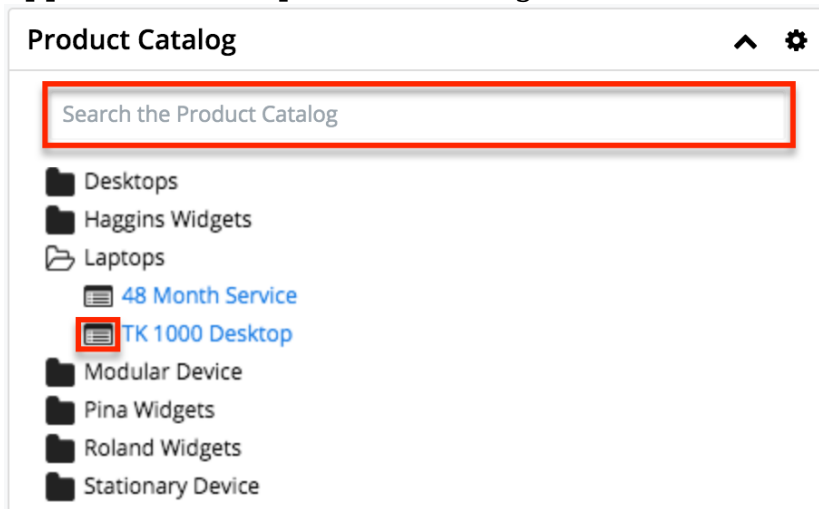 Product Catalog
Search the Product Catalog
Desktops
Haggins Widgets
Laptops
48 Month Service
TK 1000 Desktop
Modular Device
Pina Widgets
Roland Widgets
Stationary Device